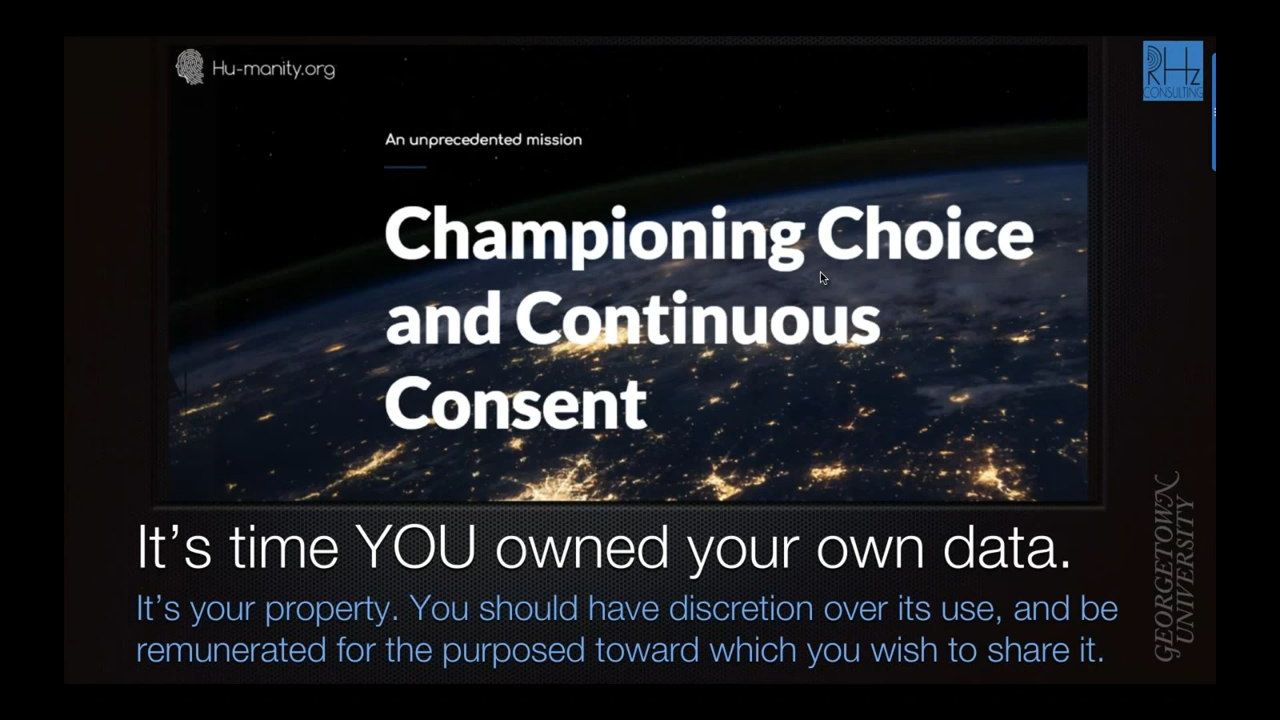 Hu-manity.org
RHz
CONSULTING
An unprecedented mission
Championing Choice
and Continuous
Consent
It's time YOU owned your own data.
It's your property. You should have discretion over its use, and be
remunerated for the purposed toward which you wish to share it.
GEORGETOWN
UNIVERSITY